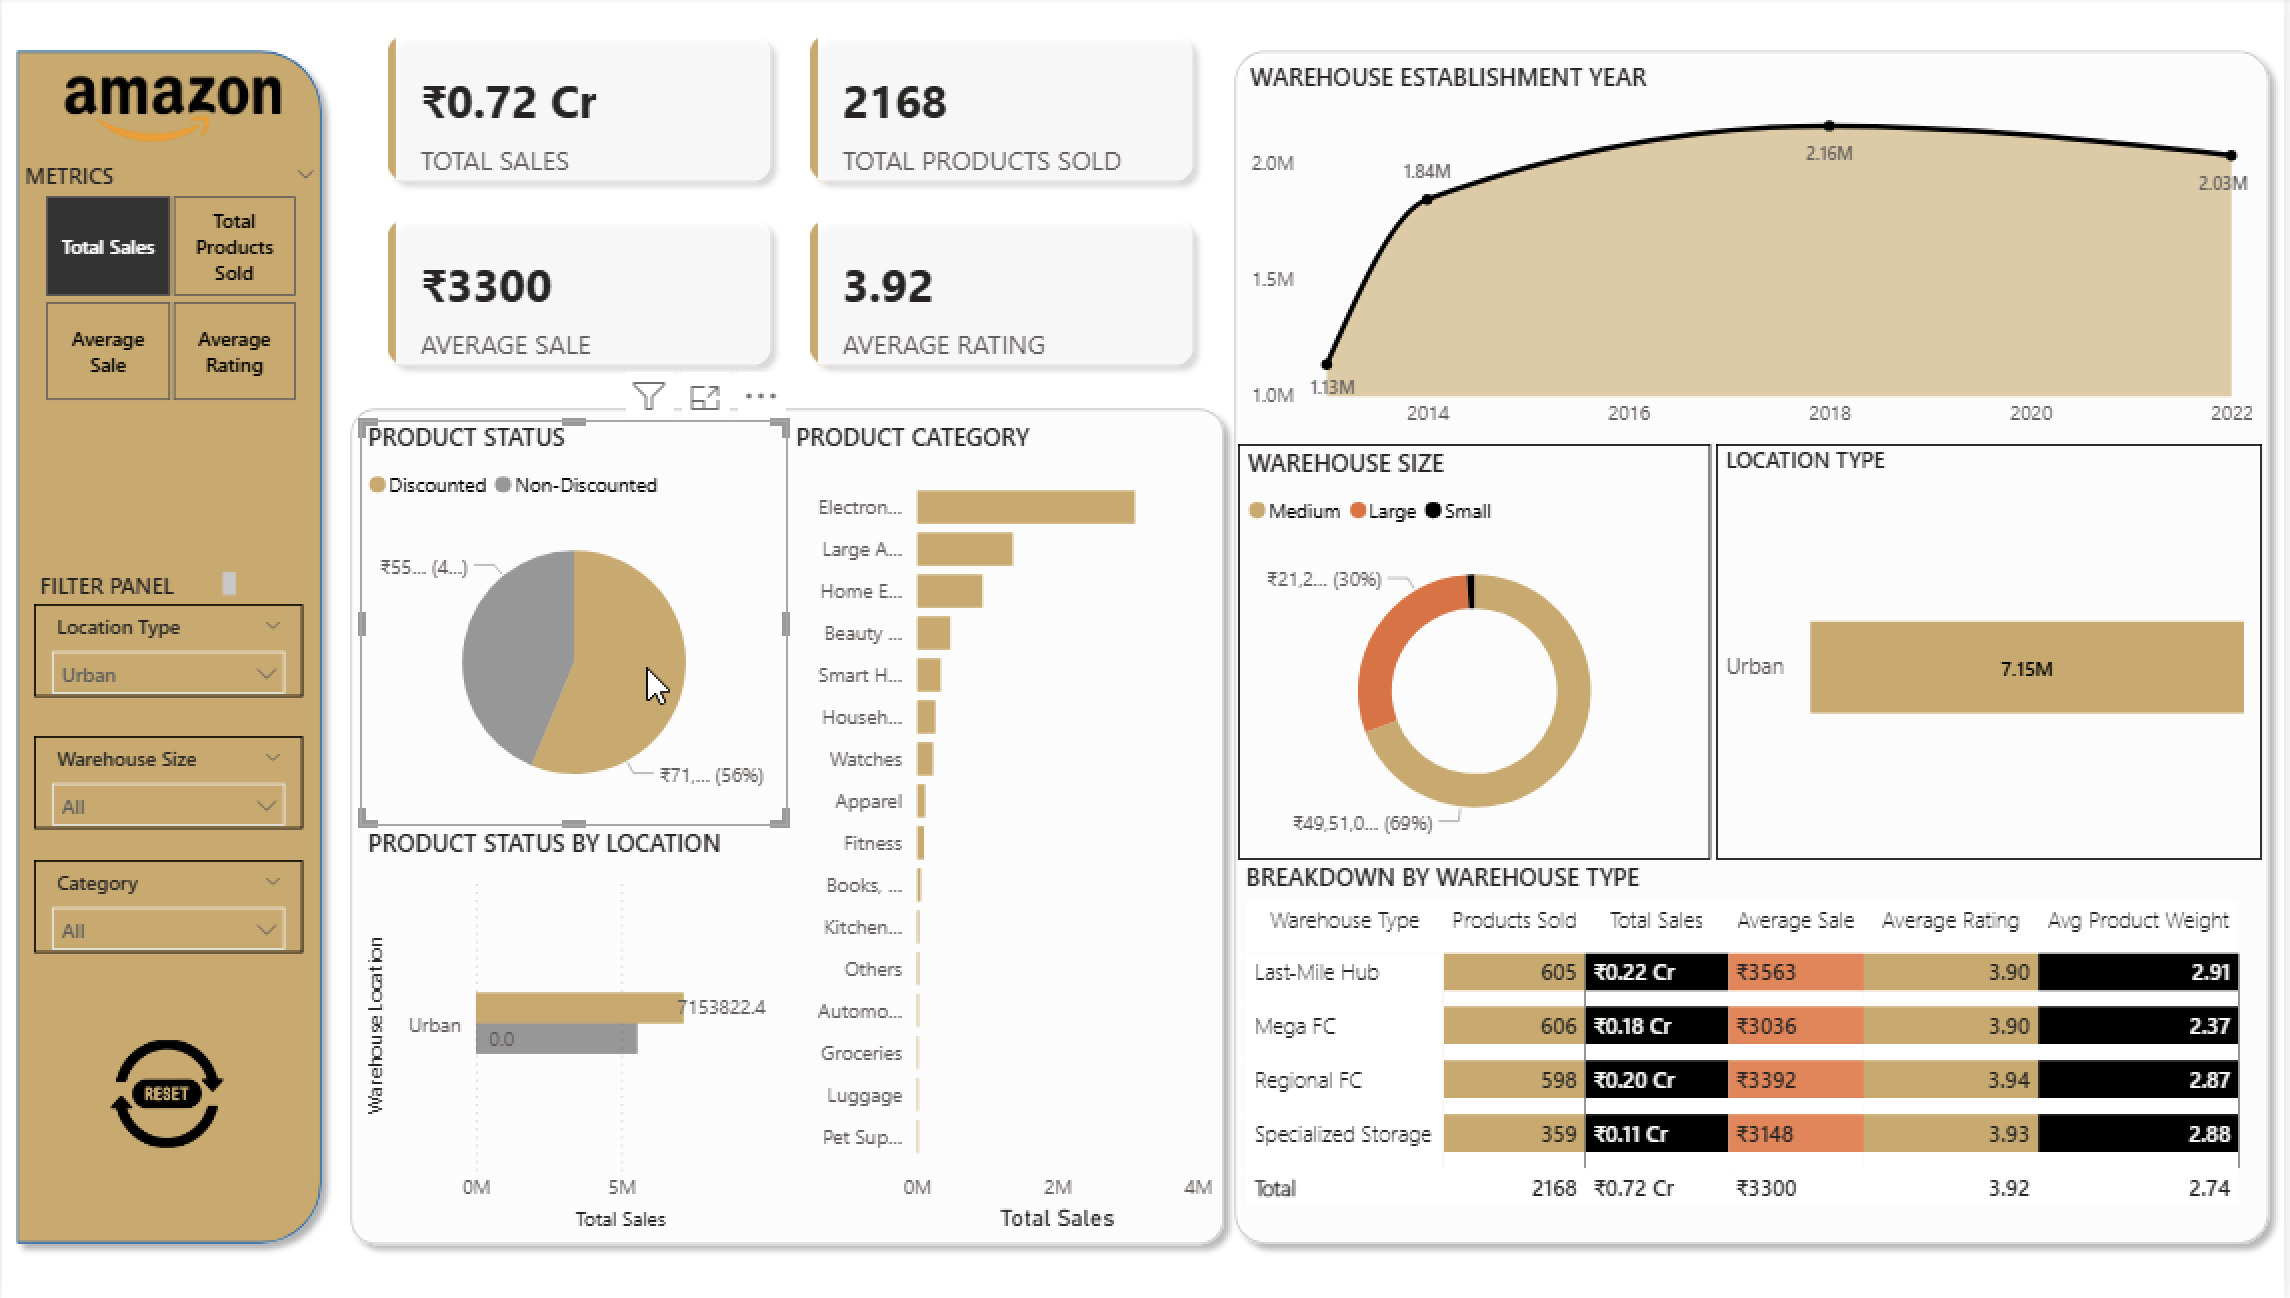 amazon
METRICS
Total Sales
Total
Products
Sold
Average
Sale
Average
Rating
FILTER PANEL
Location Type
Urban
Warehouse Size
All
Category
All
RESET
₹0.72 Cr
TOTAL SALES
2168
TOTAL PRODUCTS SOLD
₹3300
AVERAGE SALE
3.92
AVERAGE RATING
PRODUCT STATUS
Discounted Non-Discounted
₹55... (4...)
₹71,... (56%)
PRODUCT STATUS BY LOCATION
Warehouse Location
Urban
7153822.4
0.0
0M 5M
Total Sales
PRODUCT CATEGORY
Electron...
Large A...
Home E...
Beauty ...
Smart H...
Househ...
Watches
Apparel
Fitness
Books, ...
Kitchen...
Others
Automo...
Groceries
Luggage
Pet Sup...
0M 2M 4M
Total Sales
WAREHOUSE ESTABLISHMENT YEAR
2.0M
1.5M
1.0M
1.13M
1.84M
2.16M
2.03M
2014 2016 2018 2020 2022
WAREHOUSE SIZE
Medium Large Small
₹21,2... (30%)
₹49,51,0... (69%)
LOCATION TYPE
Urban
7.15M
BREAKDOWN BY WAREHOUSE TYPE
Warehouse Type Products Sold Total Sales Average Sale Average Rating Avg Product Weight
Last-Mile Hub 605 ₹0.22 Cr ₹3563 3.90 2.91
Mega FC 606 ₹0.18 Cr ₹3036 3.90 2.37
Regional FC 598 ₹0.20 Cr ₹3392 3.94 2.87
Specialized Storage 359 ₹0.11 Cr ₹3148 3.93 2.88
Total 2168 ₹0.72 Cr ₹3300 3.92 2.74